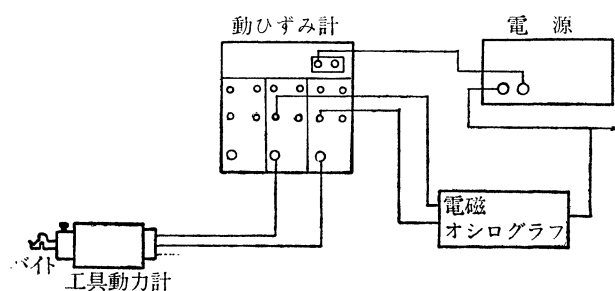 動ひずみ計
電源
電磁
オシログラフ
バイト
工具動力計